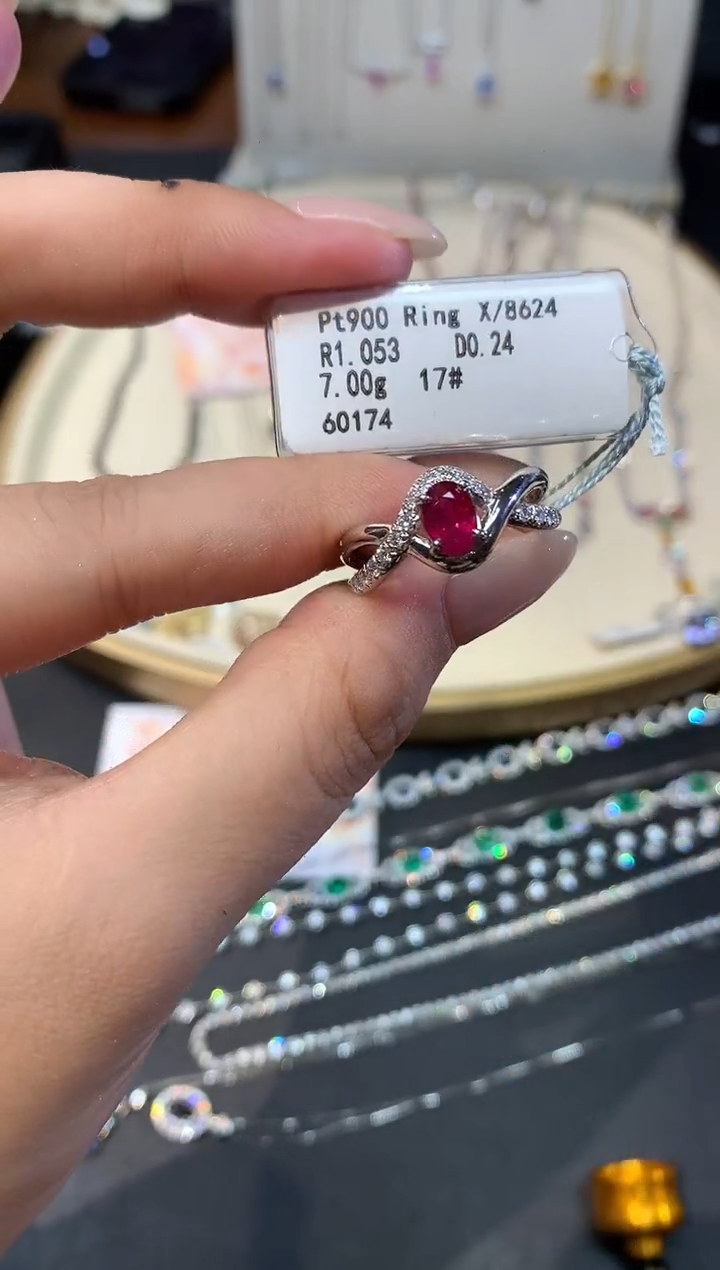 Pt900 Ring X/8624
R1.053 D0.24
7.00g 17#
60174